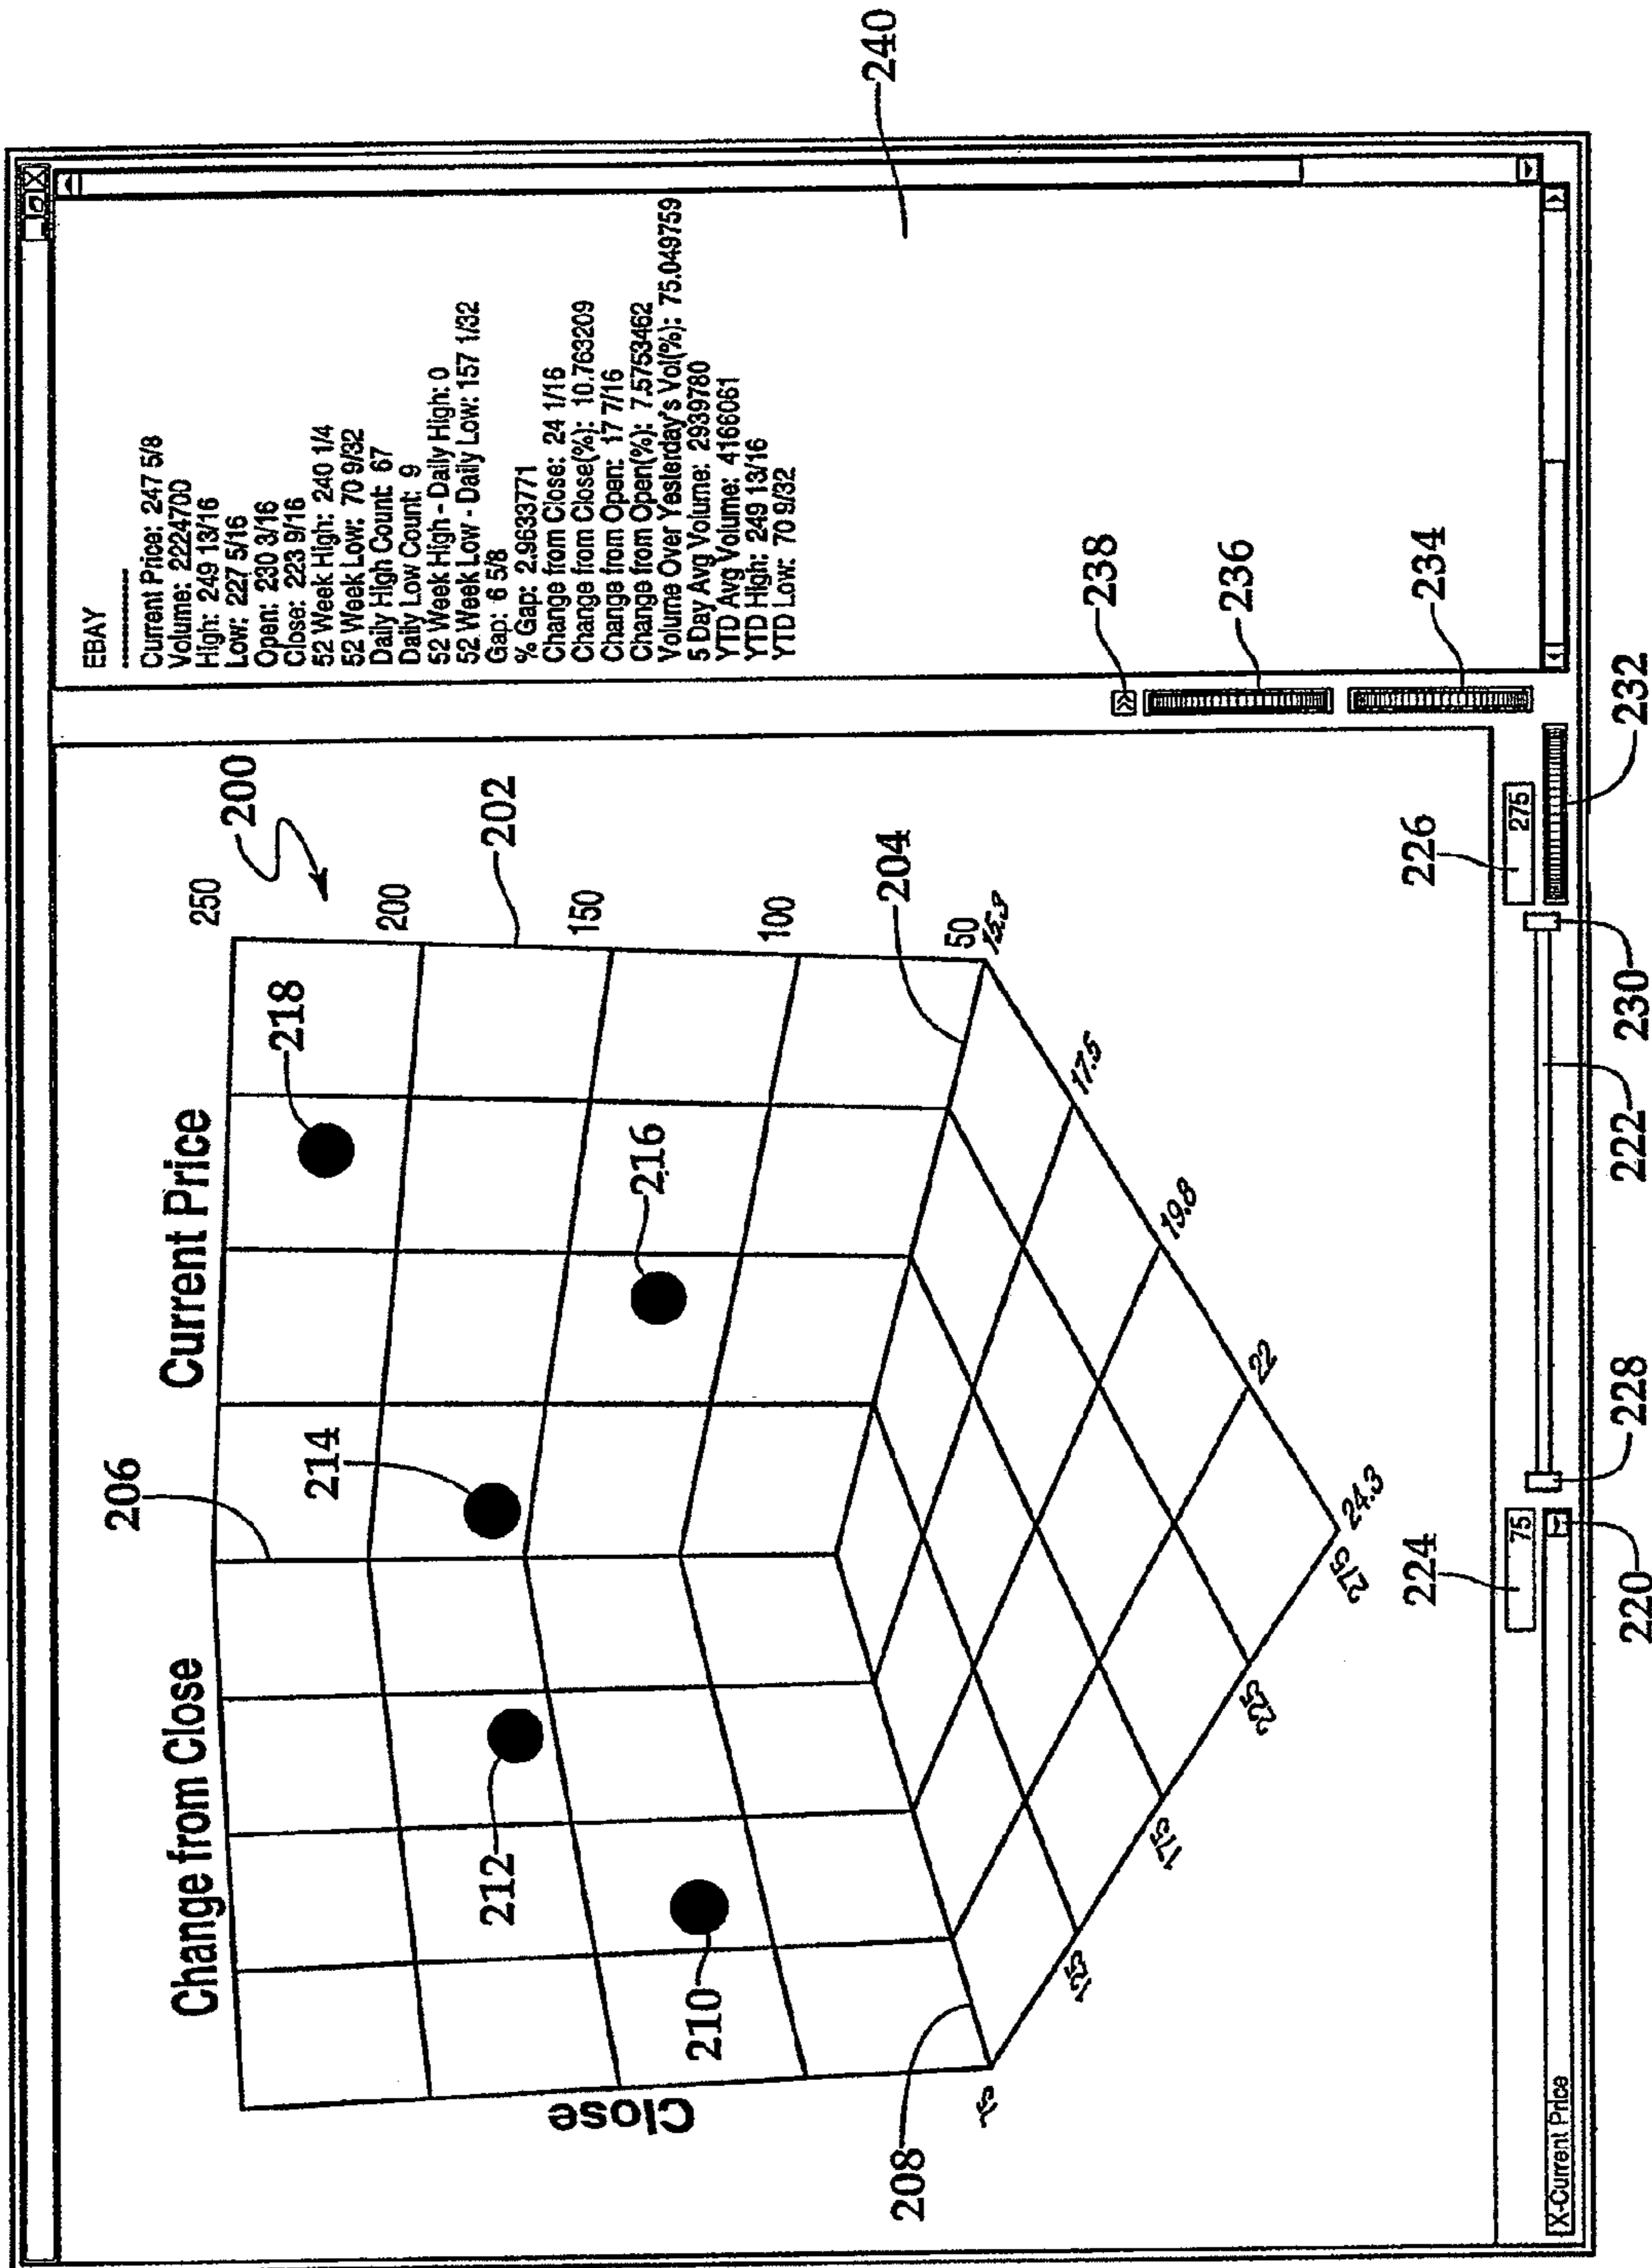 206
Change from Close
Current Price
200
Close
250
200
150
100
50
15.3
17.5
19.8
22
24.3
275
225
175
125
75
218
202
214
212
216
210
204
208
EBAY
----------
Current Price: 247 5/8
Volume: 2224700
High: 249 13/16
Low: 227 5/16
Open: 230 3/16
Close: 223 9/16
52 Week High: 240 1/4
52 Week Low: 70 9/32
Daily High Count: 67
Daily Low Count: 9
52 Week High - Daily High: 0
52 Week Low - Daily Low: 157 1/32
Gap: 6 5/8
% Gap: 2.9633771
Change from Close: 24 1/16
Change from Close(%): 10.763209
Change from Open: 17 7/16
Change from Open(%): 7.5753462
Volume Over Yesterday's Vol(%): 75.049759
5 Day Avg Volume: 2939780
YTD Avg Volume: 4166061
YTD High: 249 13/16
YTD Low: 70 9/32
240
238
236
234
224
226
75
275
X-Current Price
220
228
222
230
232